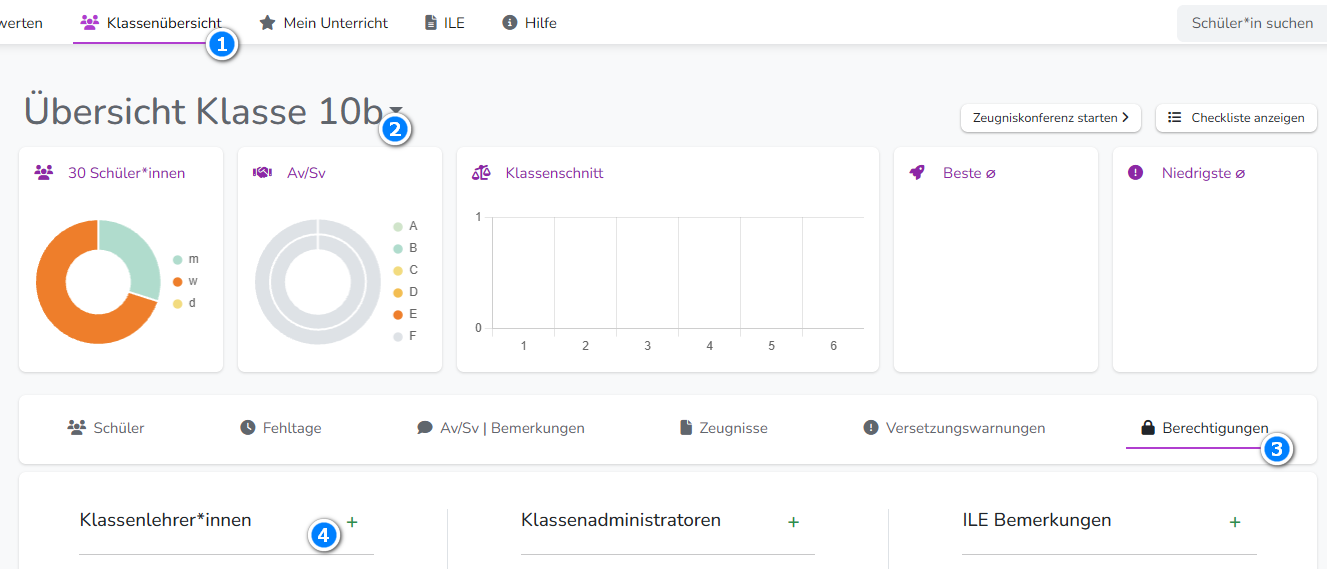 werten Klassenübersicht Mein Unterricht ILE Hilfe Schüler*in suchen
1
Übersicht Klasse 10b
2
Zeugniskonferenz starten Checkliste anzeigen
30 Schüler*innen
m
w
d
Av/Sv
A
B
C
D
E
F
Klassenschnitt
1
0
1 2 3 4 5 6
Beste ⌀
Niedrigste ⌀
Schüler Fehltage Av/Sv | Bemerkungen Zeugnisse Versetzungswarnungen Berechtigungen
3
Klassenlehrer*innen + Klassenadministratoren + ILE Bemerkungen +
4